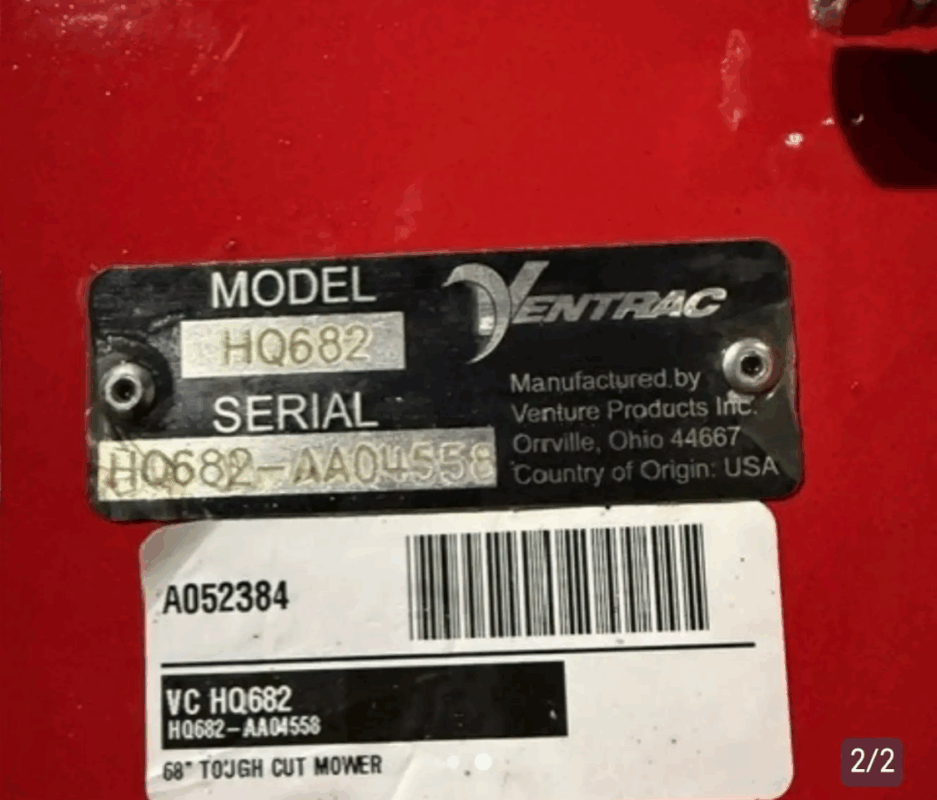 MODEL
HQ682
SERIAL
HQ682-AA04558
VENTRAC
Manufactured by
Venture Products Inc.
Orrville, Ohio 44667
Country of Origin: USA
A052384
VC HQ682
HQ682-AA04558
68" TOUGH CUT MOWER
2/2